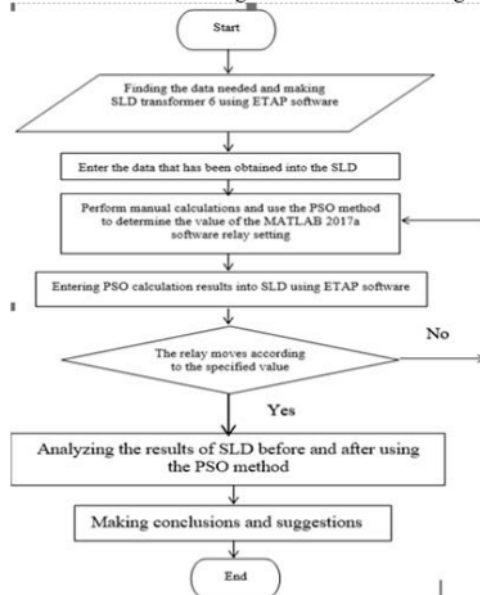 Start
Finding the data needed and making
SLD transformer 6 using ETAP software
Enter the data that has been obtained into the SLD
Perform manual calculations and use the PSO method
to determine the value of the MATLAB 2017a
software relay setting
Entering PSO calculation results into SLD using ETAP software
The relay moves according
to the specified value
No
Yes
Analyzing the results of SLD before and after using
the PSO method
Making conclusions and suggestions
End